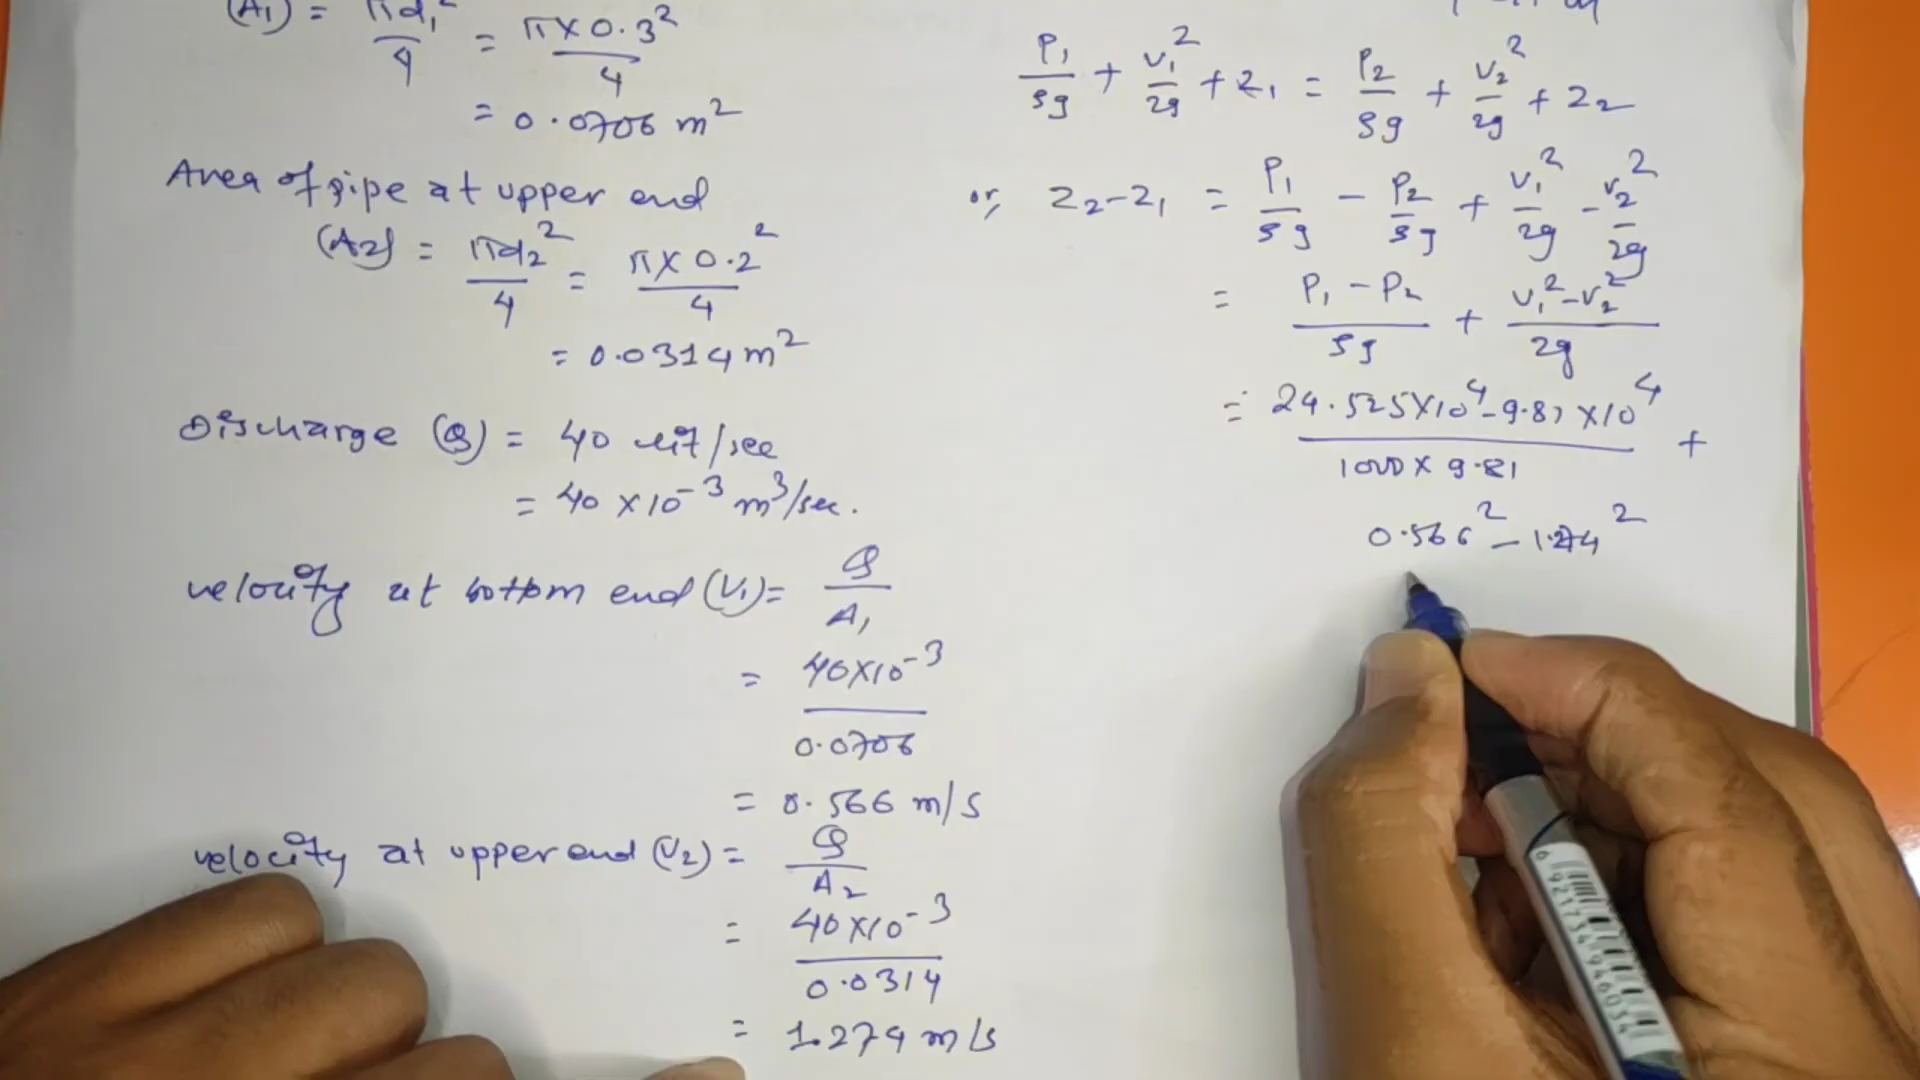 (A1) = πd1²/4 = π×0.3²/4
= 0.0706 m²
Area of pipe at upper end
(A2) = πd2²/4 = π×0.2²/4
= 0.0314 m²
Discharge (Q) = 40 lit/sec
= 40×10⁻³ m³/sec.
velocity at bottom end (V1) = Q/A1
= 40×10⁻³/0.0706
= 0.566 m/s
velocity at upper end (V2) = Q/A2
= 40×10⁻³/0.0314
= 1.274 m/s
P1/ρg + V1²/2g + Z1 = P2/ρg + V2²/2g + Z2
or, Z2-Z1 = P1/ρg - P2/ρg + V1²/2g - V2²/2g
= P1-P2/ρg + V1²-V2²/2g
= 24.525×10⁴-9.81×10⁴/1000×9.81 +
0.566² - 1.274²
0921734946034